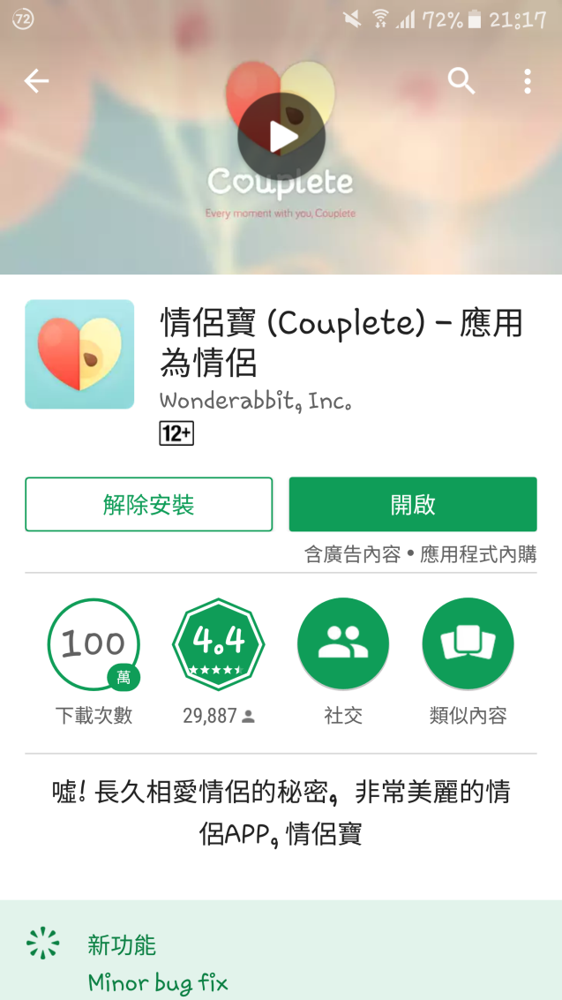 72
72% 21:17
Couplete
Every moment with you, Couplete
情侶寶 (Couplete) – 應用
為情侶
Wonderabbit, Inc.
12+
解除安裝
開啟
含廣告內容 • 應用程式內購
100
萬
4.4
下載次數
29,887
社交
類似內容
噓! 長久相愛情侶的秘密, 非常美麗的情
侶APP, 情侶寶
新功能
Minor bug fix